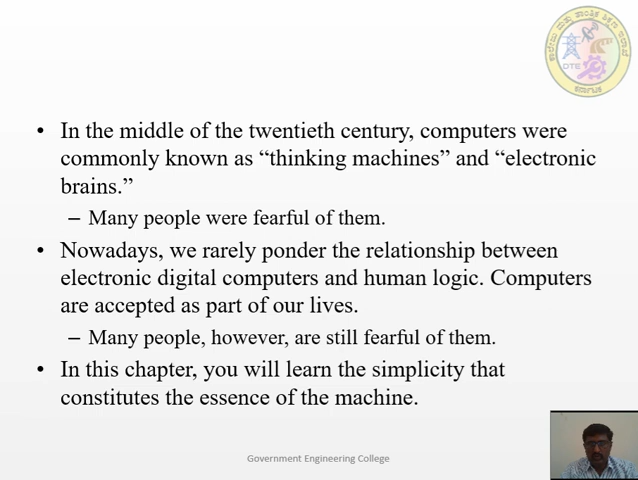 DTE
ಕರ್ನಾಟಕ
• In the middle of the twentieth century, computers were
commonly known as “thinking machines” and “electronic
brains.”
– Many people were fearful of them.
• Nowadays, we rarely ponder the relationship between
electronic digital computers and human logic. Computers
are accepted as part of our lives.
– Many people, however, are still fearful of them.
• In this chapter, you will learn the simplicity that
constitutes the essence of the machine.
Government Engineering College